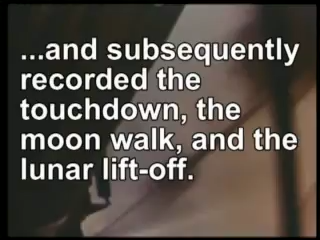 ...and subsequently
recorded the
touchdown, the
moon walk, and the
lunar lift-off.